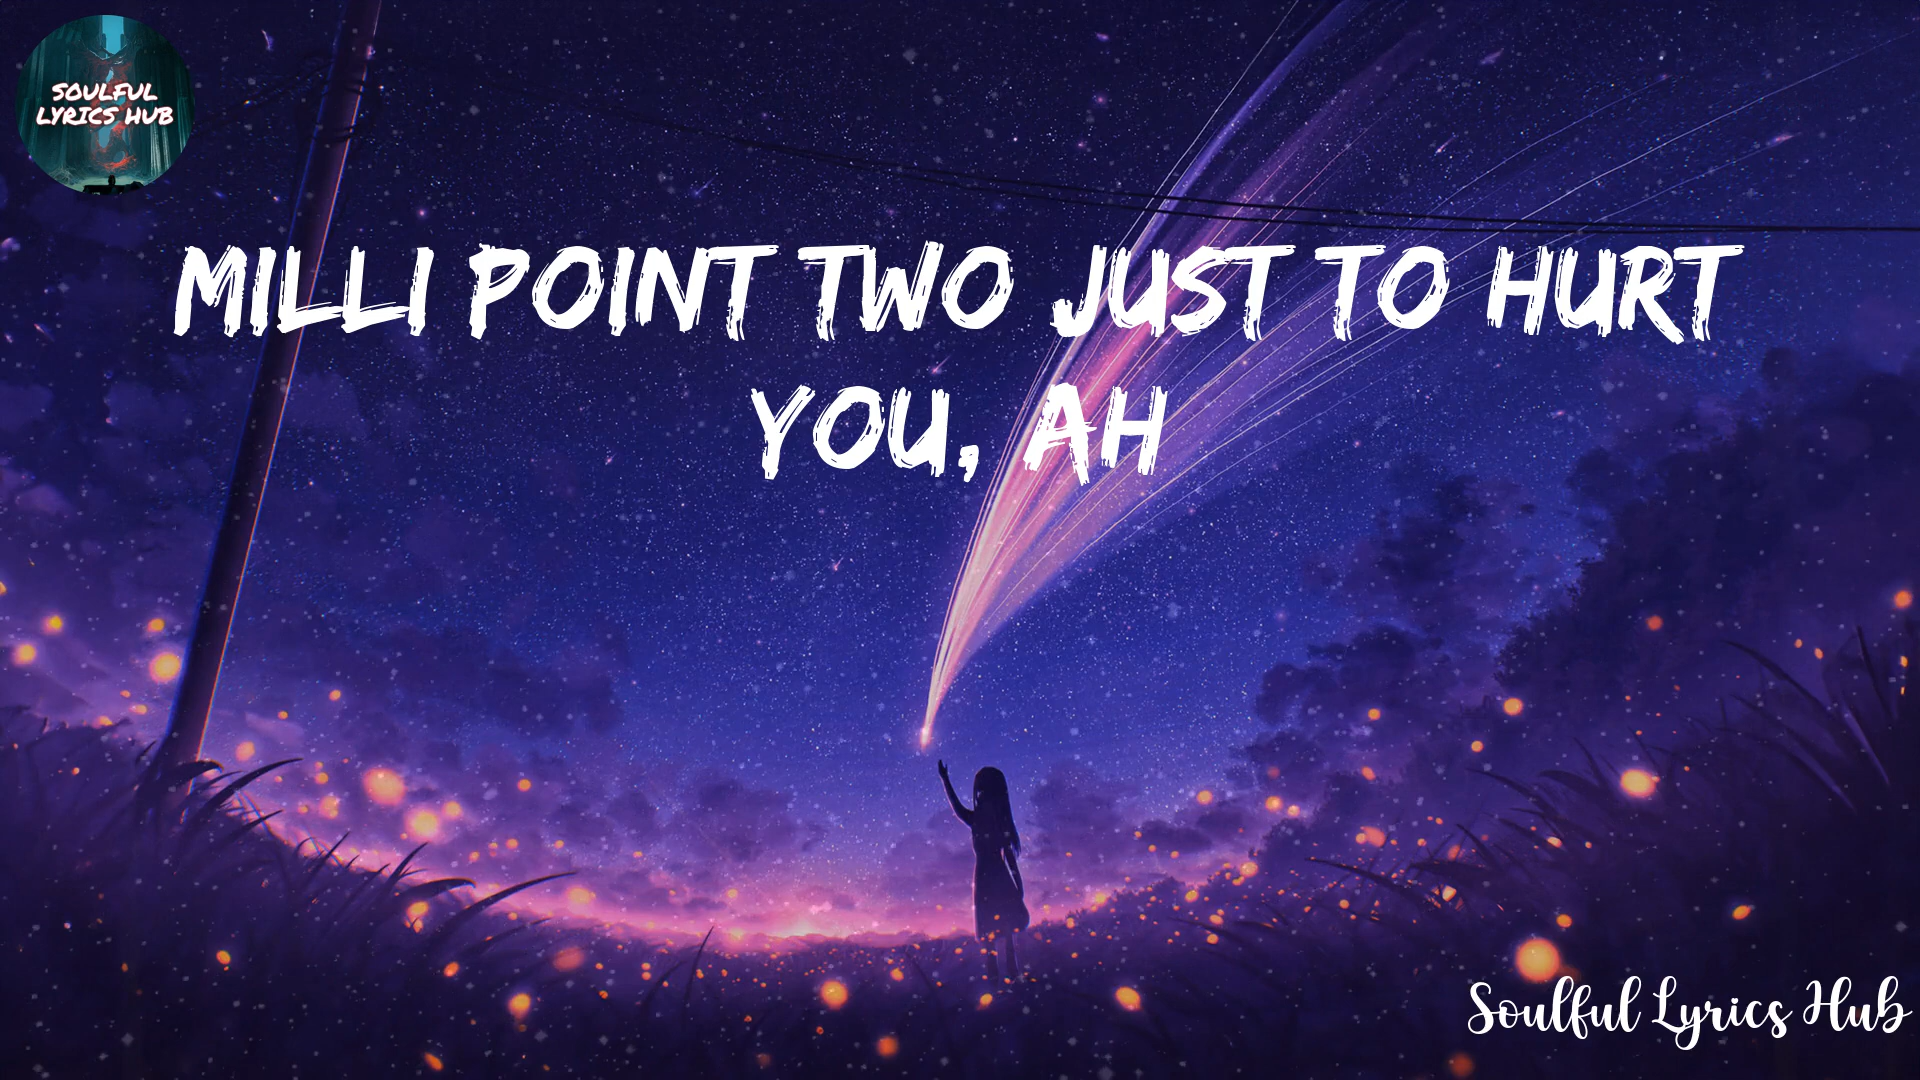 SOULFUL
LYRICS HUB
MILLI POINT TWO JUST TO HURT
YOU, AH
Soulful Lyrics Hub